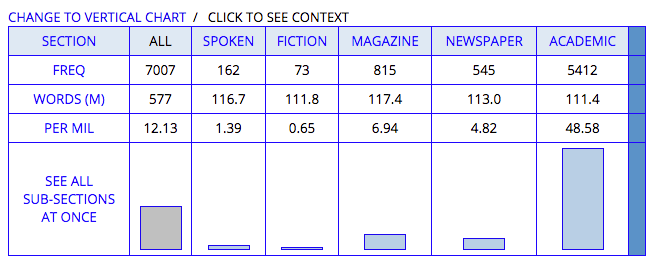 CHANGE TO VERTICAL CHART / CLICK TO SEE CONTEXT
SECTION ALL SPOKEN FICTION MAGAZINE NEWSPAPER ACADEMIC
FREQ 7007 162 73 815 545 5412
WORDS (M) 577 116.7 111.8 117.4 113.0 111.4
PER MIL 12.13 1.39 0.65 6.94 4.82 48.58
SEE ALL
SUB-SECTIONS
AT ONCE